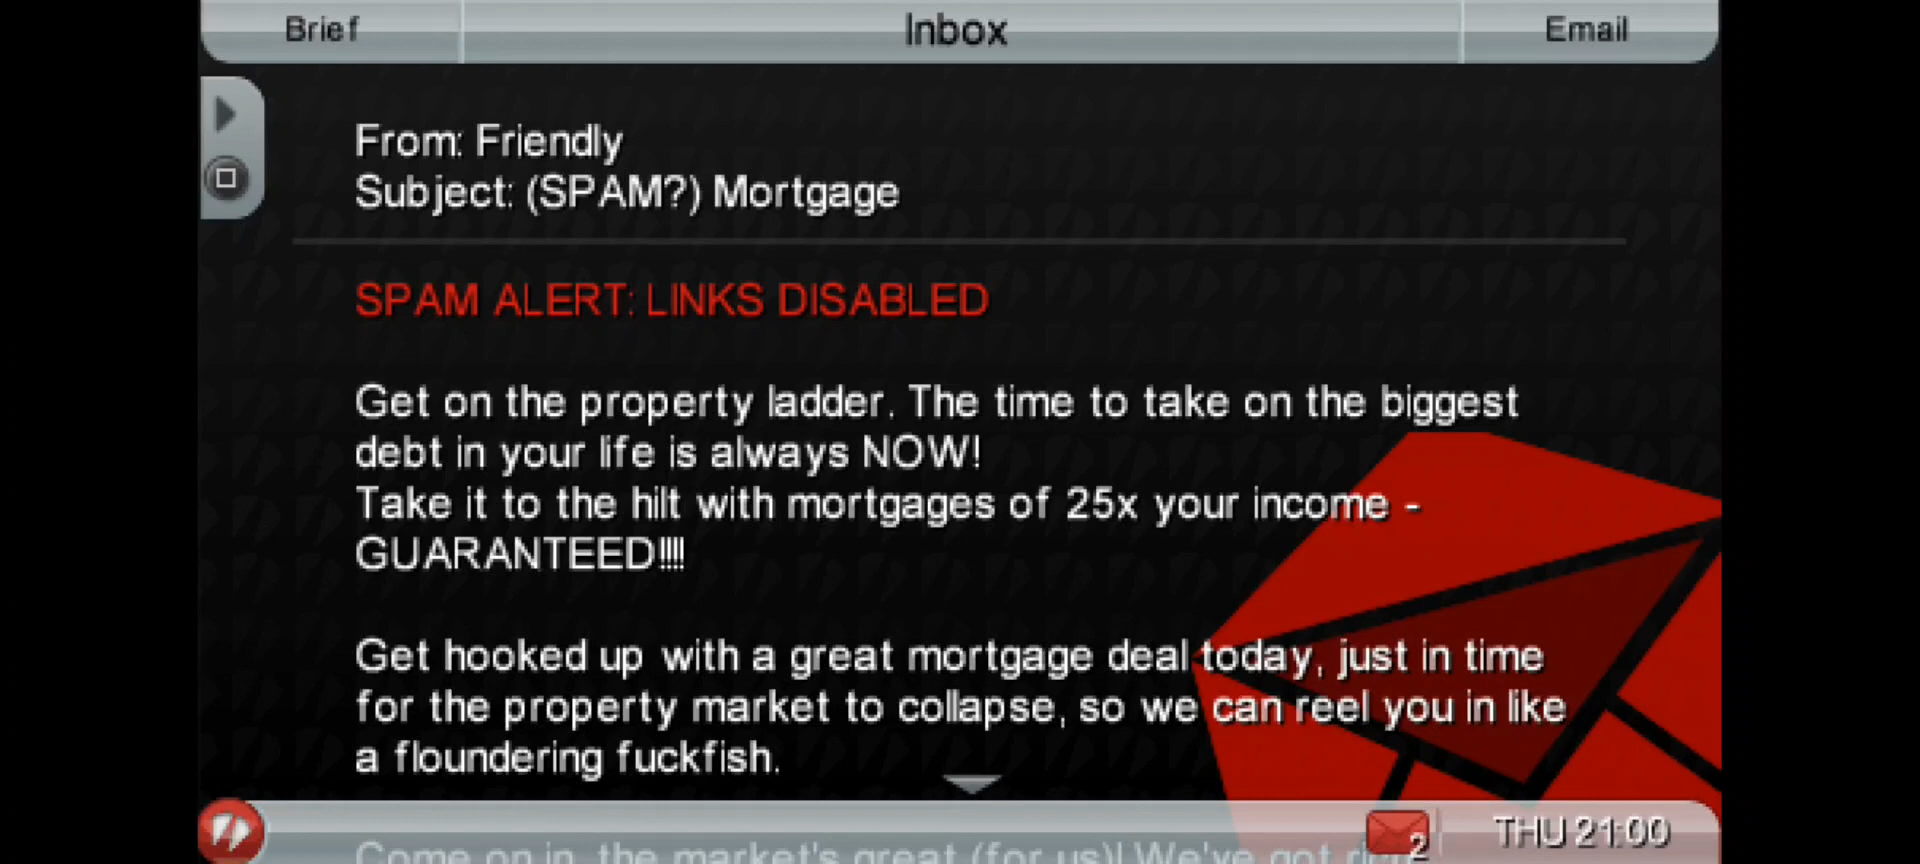 Brief
Inbox
Email
From: Friendly
Subject: (SPAM?) Mortgage
SPAM ALERT: LINKS DISABLED
Get on the property ladder. The time to take on the biggest
debt in your life is always NOW!
Take it to the hilt with mortgages of 25x your income -
GUARANTEED!!!!
Get hooked up with a great mortgage deal today, just in time
for the property market to collapse, so we can reel you in like
a floundering fuckfish.
2
THU 21:00
Come on in, the market's great (for us)! We've got